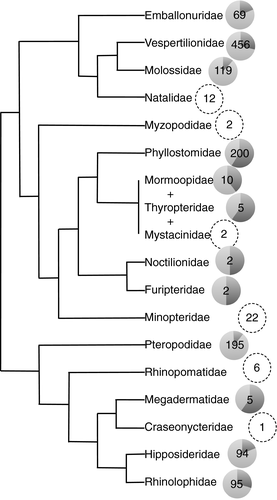 Emballonuridae 69
Vespertilionidae 456
Molossidae 119
Natalidae 12
Myzopodidae 2
Phyllostomidae 200
Mormoopidae 10
+
Thyropteridae 5
+
Mystacinidae 2
Noctilionidae 2
Furipteridae 2
Minopteridae 22
Pteropodidae 195
Rhinopomatidae 6
Megadermatidae 5
Craseonycteridae 1
Hipposideridae 94
Rhinolophidae 95